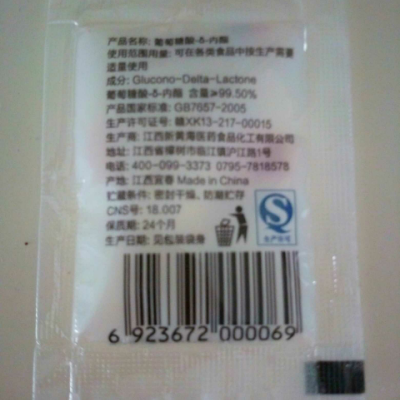 产品名称: 葡萄糖酸-δ-内酯
使用范围用量: 可在各类食品中按生产需要
适量使用
成分: Glucono-Delta-Lactone
葡萄糖酸-δ-内酯 含量≥99.50%
产品国家标准: GB7657-2005
生产许可证号: 赣XK13-217-00015
生产商: 江西新黄海医药食品化工有限公司
地址: 江西省樟树市临江镇沪江路1号
电话: 400-099-3373 0795-7818578
产地: 江西宜春 Made in China
贮藏条件: 密封干燥、防潮贮存
CNS号: 18.007
保质期: 24个月
生产日期: 见包装袋身
生产许可
6 923672 000069